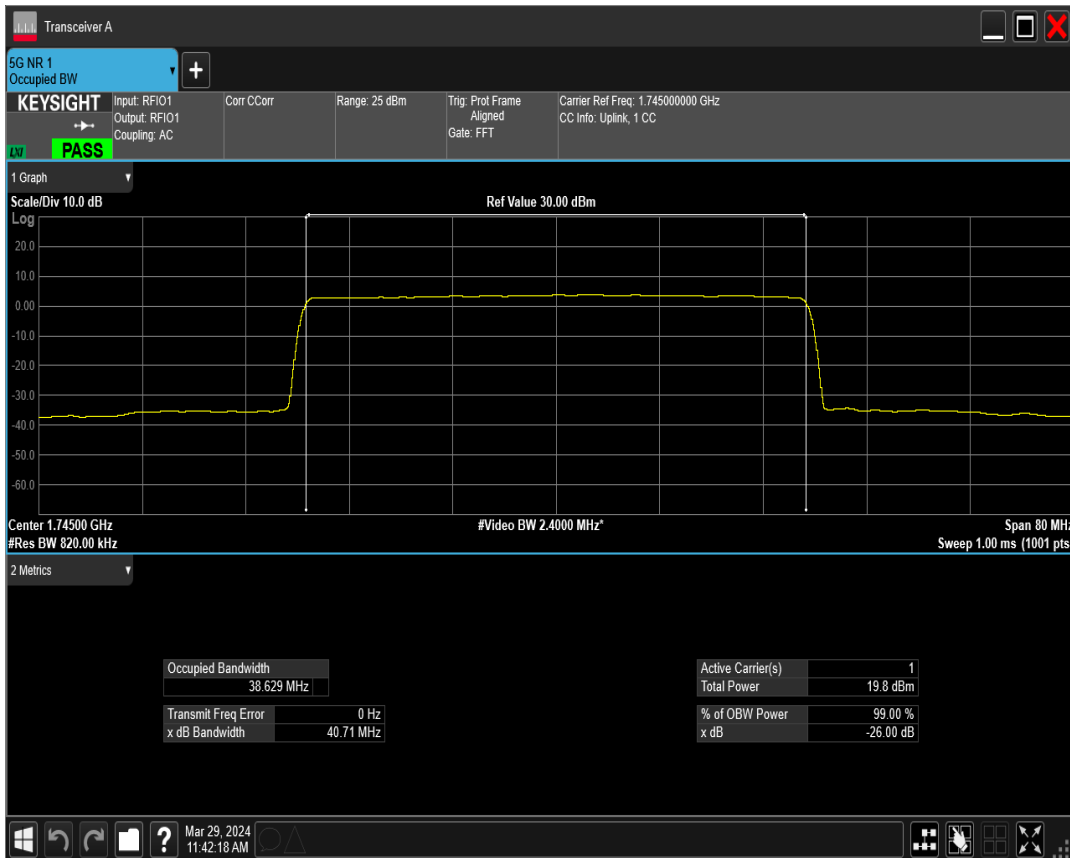 Transceiver A
5G NR 1
Occupied BW
KEYSIGHT
LXI
PASS
Input: RFIO1
Output: RFIO1
Coupling: AC
Corr CCorr
Range: 25 dBm
Trig: Prot Frame
Aligned
Gate: FFT
Carrier Ref Freq: 1.745000000 GHz
CC Info: Uplink, 1 CC
1 Graph
Scale/Div 10.0 dB
Ref Value 30.00 dBm
Log
20.0
10.0
0.00
-10.0
-20.0
-30.0
-40.0
-50.0
-60.0
Center 1.74500 GHz
#Video BW 2.4000 MHz*
Span 80 MHz
#Res BW 820.00 kHz
Sweep 1.00 ms (1001 pts
2 Metrics
Occupied Bandwidth
38.629 MHz
Transmit Freq Error 0 Hz
x dB Bandwidth 40.71 MHz
Active Carrier(s) 1
Total Power 19.8 dBm
% of OBW Power 99.00 %
x dB -26.00 dB
?
Mar 29, 2024
11:42:18 AM